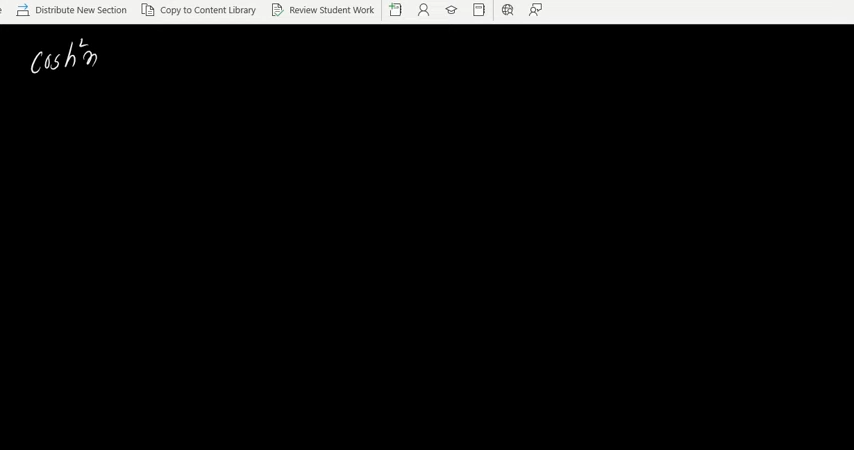 Distribute New Section Copy to Content Library Review Student Work
cosh²x